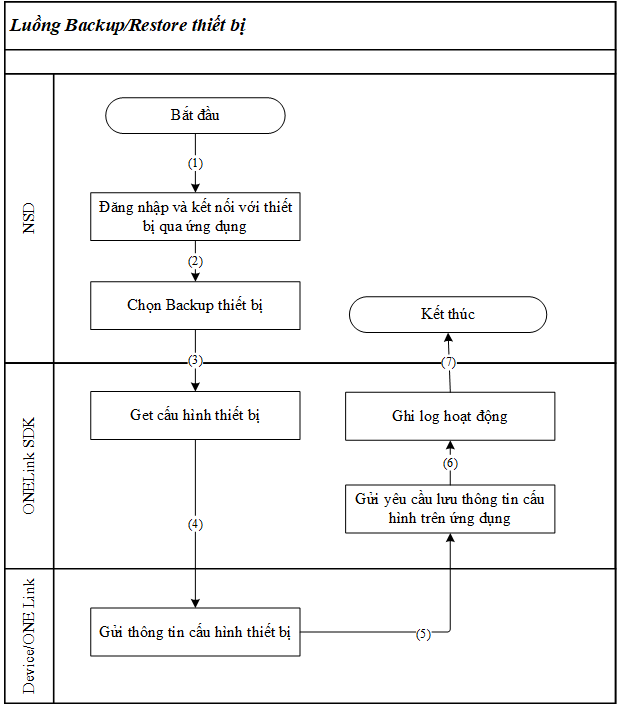 Luồng Backup/Restore thiết bị
NSD
Bắt đầu
(1)
Đăng nhập và kết nối với thiết
bị qua ứng dụng
(2)
Chọn Backup thiết bị
Kết thúc
(3)
(7)
ONELink SDK
Get cấu hình thiết bị
Ghi log hoạt động
(6)
Gửi yêu cầu lưu thông tin cấu
hình trên ứng dụng
(4)
Device/ONE Link
Gửi thông tin cấu hình thiết bị
(5)